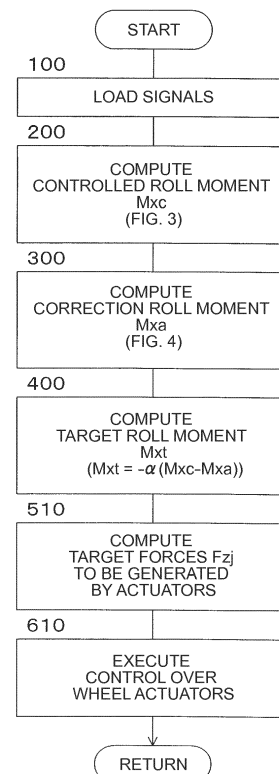 START
100
LOAD SIGNALS
200
COMPUTE
CONTROLLED ROLL MOMENT
Mxc
(FIG. 3)
300
COMPUTE
CORRECTION ROLL MOMENT
Mxa
(FIG. 4)
400
COMPUTE
TARGET ROLL MOMENT
Mxt
(Mxt = -α (Mxc-Mxa))
510
COMPUTE
TARGET FORCES Fzj
TO BE GENERATED
BY ACTUATORS
610
EXECUTE
CONTROL OVER
WHEEL ACTUATORS
RETURN